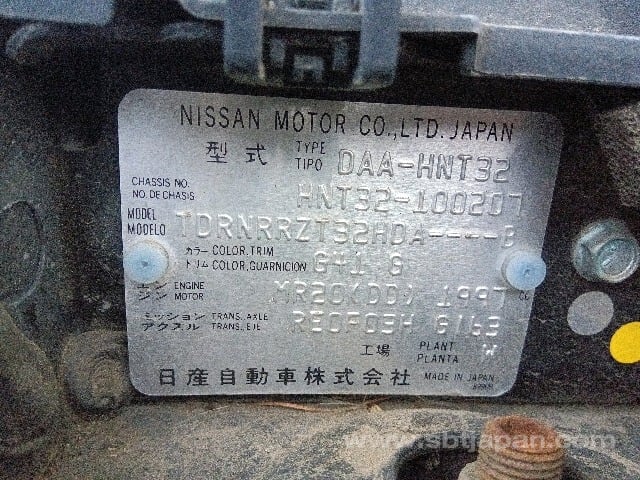 NISSAN MOTOR CO.,LTD. JAPAN
型式 TYPE TIPO DAA-HNT32
CHASSIS NO. NO. DE CHASIS HNT32-100207
MODEL MODELO TDRNRRZT32HDA----B
カラー COLOR, TRIM
トリム COLOR, GUARNICION G41 G
エンジン ENGINE MOTOR MR20 1997 CC
ミッション TRANS. AXLE
アクスル TRANS. EJE RE0F03H 6163
工場 PLANT PLANTA W
日産自動車株式会社 MADE IN JAPAN
www.sbtjapan.com